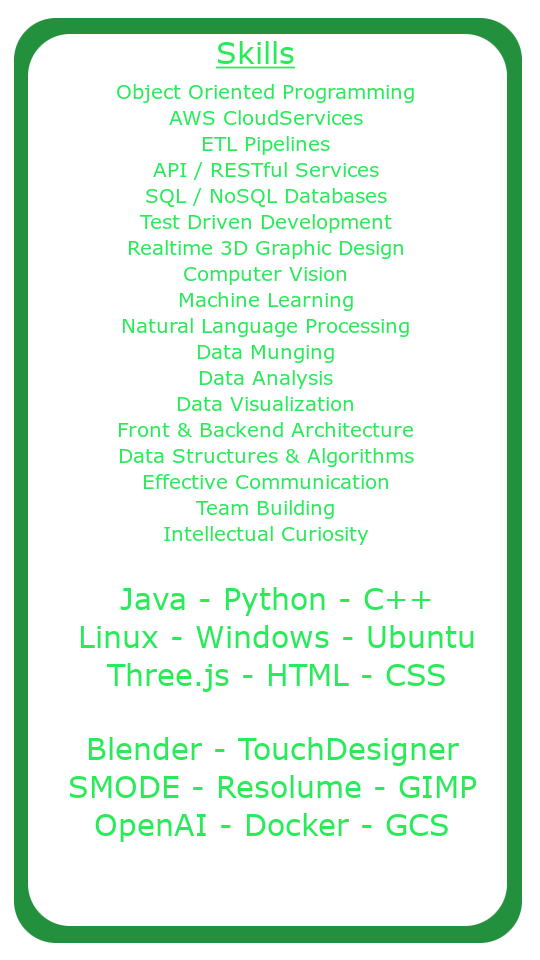 Skills
Object Oriented Programming
AWS CloudServices
ETL Pipelines
API / RESTful Services
SQL / NoSQL Databases
Test Driven Development
Realtime 3D Graphic Design
Computer Vision
Machine Learning
Natural Language Processing
Data Munging
Data Analysis
Data Visualization
Front & Backend Architecture
Data Structures & Algorithms
Effective Communication
Team Building
Intellectual Curiosity
Java - Python - C++
Linux - Windows - Ubuntu
Three.js - HTML - CSS
Blender - TouchDesigner
SMODE - Resolume - GIMP
OpenAI - Docker - GCS